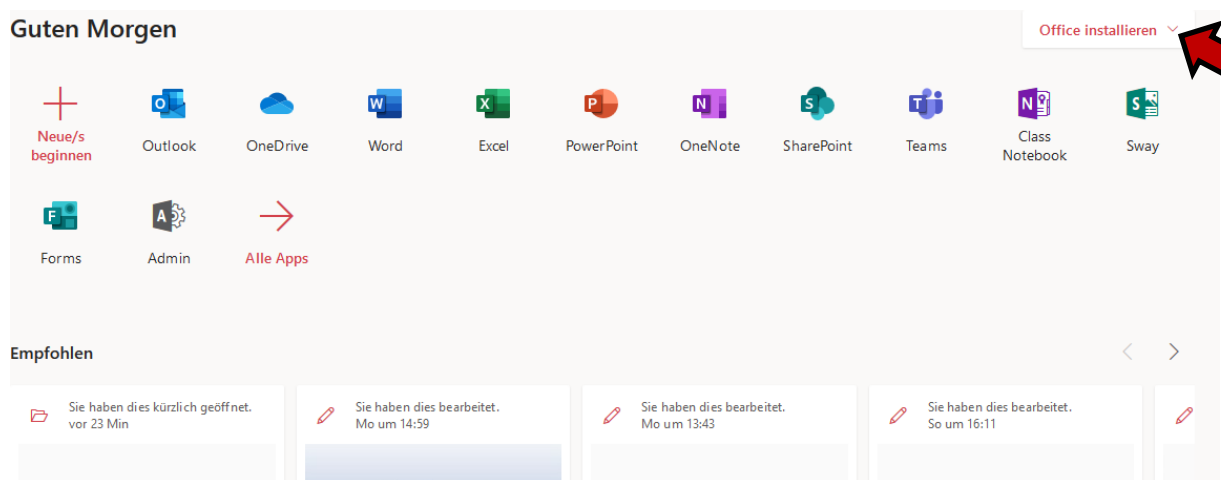 Guten Morgen
Office installieren
Neue/s
beginnen
Outlook
OneDrive
Word
Excel
PowerPoint
OneNote
SharePoint
Teams
Class
Notebook
Sway
Forms
Admin
Alle Apps
Empfohlen
Sie haben dies kürzlich geöffnet.
vor 23 Min
Sie haben dies bearbeitet.
Mo um 14:59
Sie haben dies bearbeitet.
Mo um 13:43
Sie haben dies bearbeitet.
So um 16:11